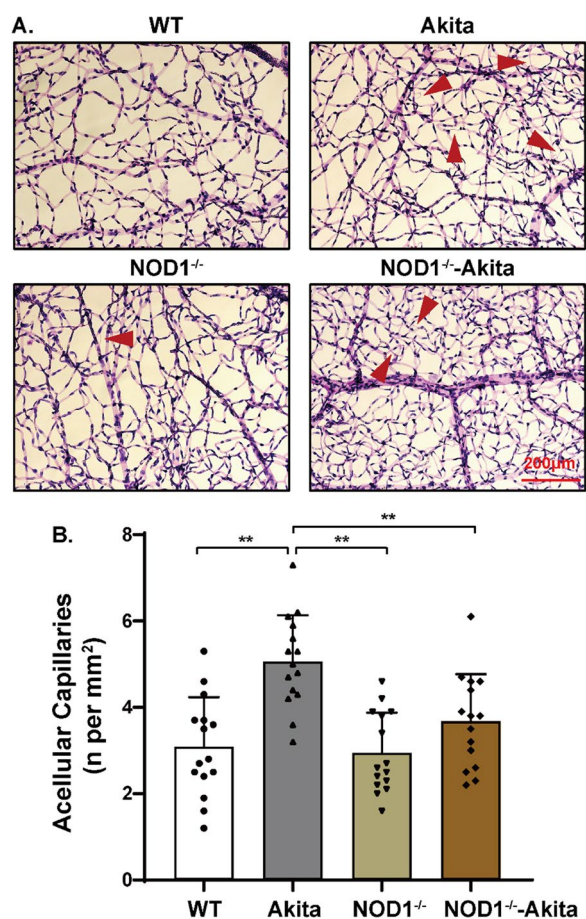 A.
WT
Akita
NOD1-/-
NOD1-/--Akita
200μm
B.
**
**
**
Acellular Capillaries
(n per mm²)
8
6
4
2
0
WT
Akita
NOD1-/-
NOD1-/--Akita